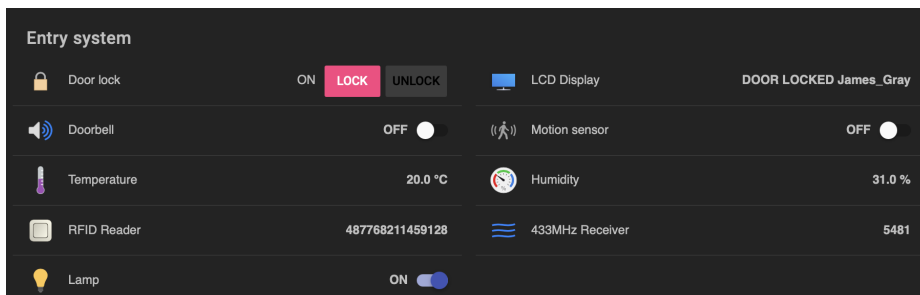 Entry system
Door lock ON LOCK UNLOCK
LCD Display DOOR LOCKED James_Gray
Doorbell OFF
Motion sensor OFF
Temperature 20.0 °C
Humidity 31.0 %
RFID Reader 487768211459128
433MHz Receiver 5481
Lamp ON